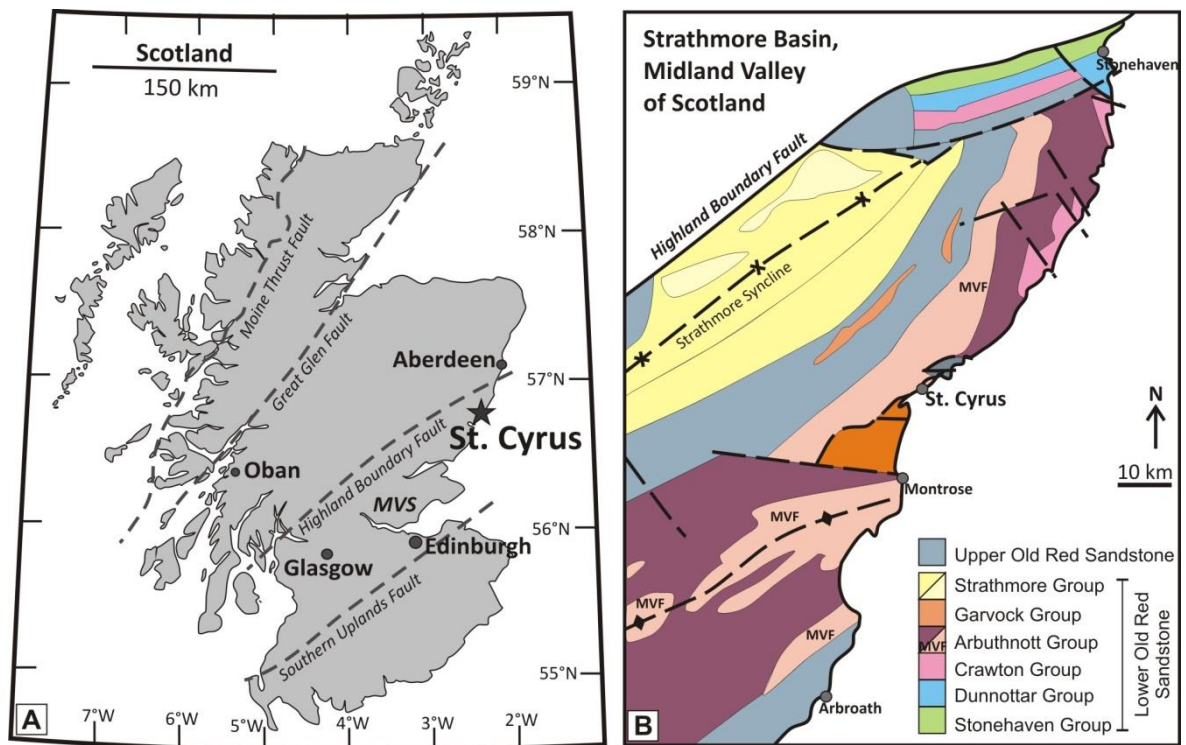 Scotland
150 km
59°N
58°N
57°N
56°N
55°N
Moine Thrust Fault
Great Glen Fault
Aberdeen
St. Cyrus
Oban
Highland Boundary Fault
MVS
Edinburgh
Glasgow
Southern Uplands Fault
A
7°W
6°W
5°W
4°W
3°W
2°W
Strathmore Basin,
Midland Valley
of Scotland
Stonehaven
Highland Boundary Fault
Strathmore Syncline
MVF
St. Cyrus
N
10 km
Montrose
MVF
MVF
MVF
Arbroath
B
Upper Old Red Sandstone
Strathmore Group
Garvock Group
Arbuthnott Group
MVF
Crawton Group
Dunnottar Group
Stonehaven Group
Lower Old Red
Sandstone